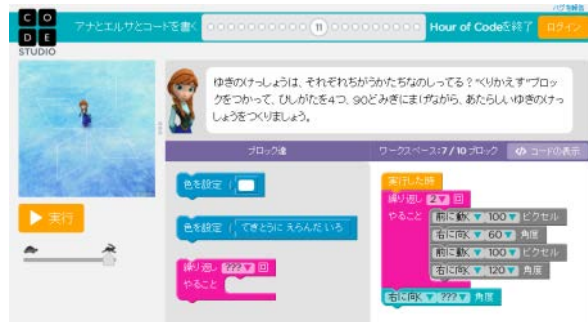 バグを報告
C O
D E
STUDIO
アナとエルサとコードを書く
11
Hour of Codeを終了
ログイン
ゆきのけっしょうは、それぞれちがうかたちなのしってる？"くりかえす"ブロッ
クをつかって、ひしがたを4つ、90どみぎにまげながら、あたらしいゆきのけっ
しょうをつくりましょう。
ブロック達
ワークスペース:7 / 10 ブロック
コードの表示
実行
色を設定
色を設定 てきとうに えらんだ いろ
繰り返し ??? 回
やること
実行した時
繰り返し 2 回
やること 前に動く 100 ピクセル
右に向く 60 角度
前に動く 100 ピクセル
右に向く 120 角度
右に向く ??? 角度